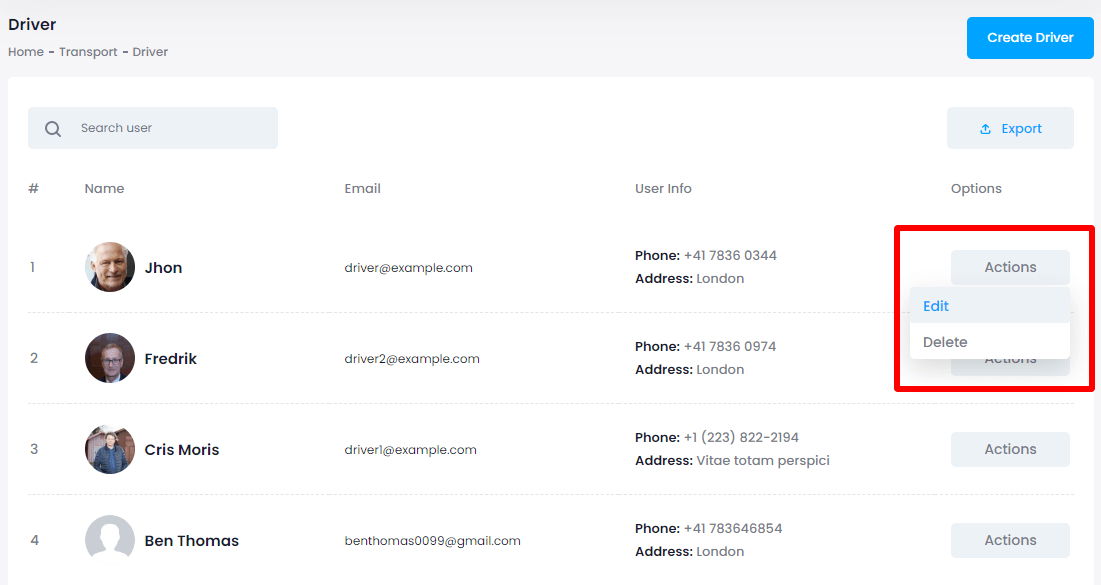 Driver
Home - Transport - Driver
Create Driver
Search user
Export
# Name Email User Info Options
1 Jhon driver@example.com Phone: +41 7836 0344 Actions
Address: London
Edit
Delete
2 Fredrik driver2@example.com Phone: +41 7836 0974 Actions
Address: London
3 Cris Moris driver1@example.com Phone: +1 (223) 822-2194 Actions
Address: Vitae totam perspici
4 Ben Thomas benthomas0099@gmail.com Phone: +41 783646854 Actions
Address: London